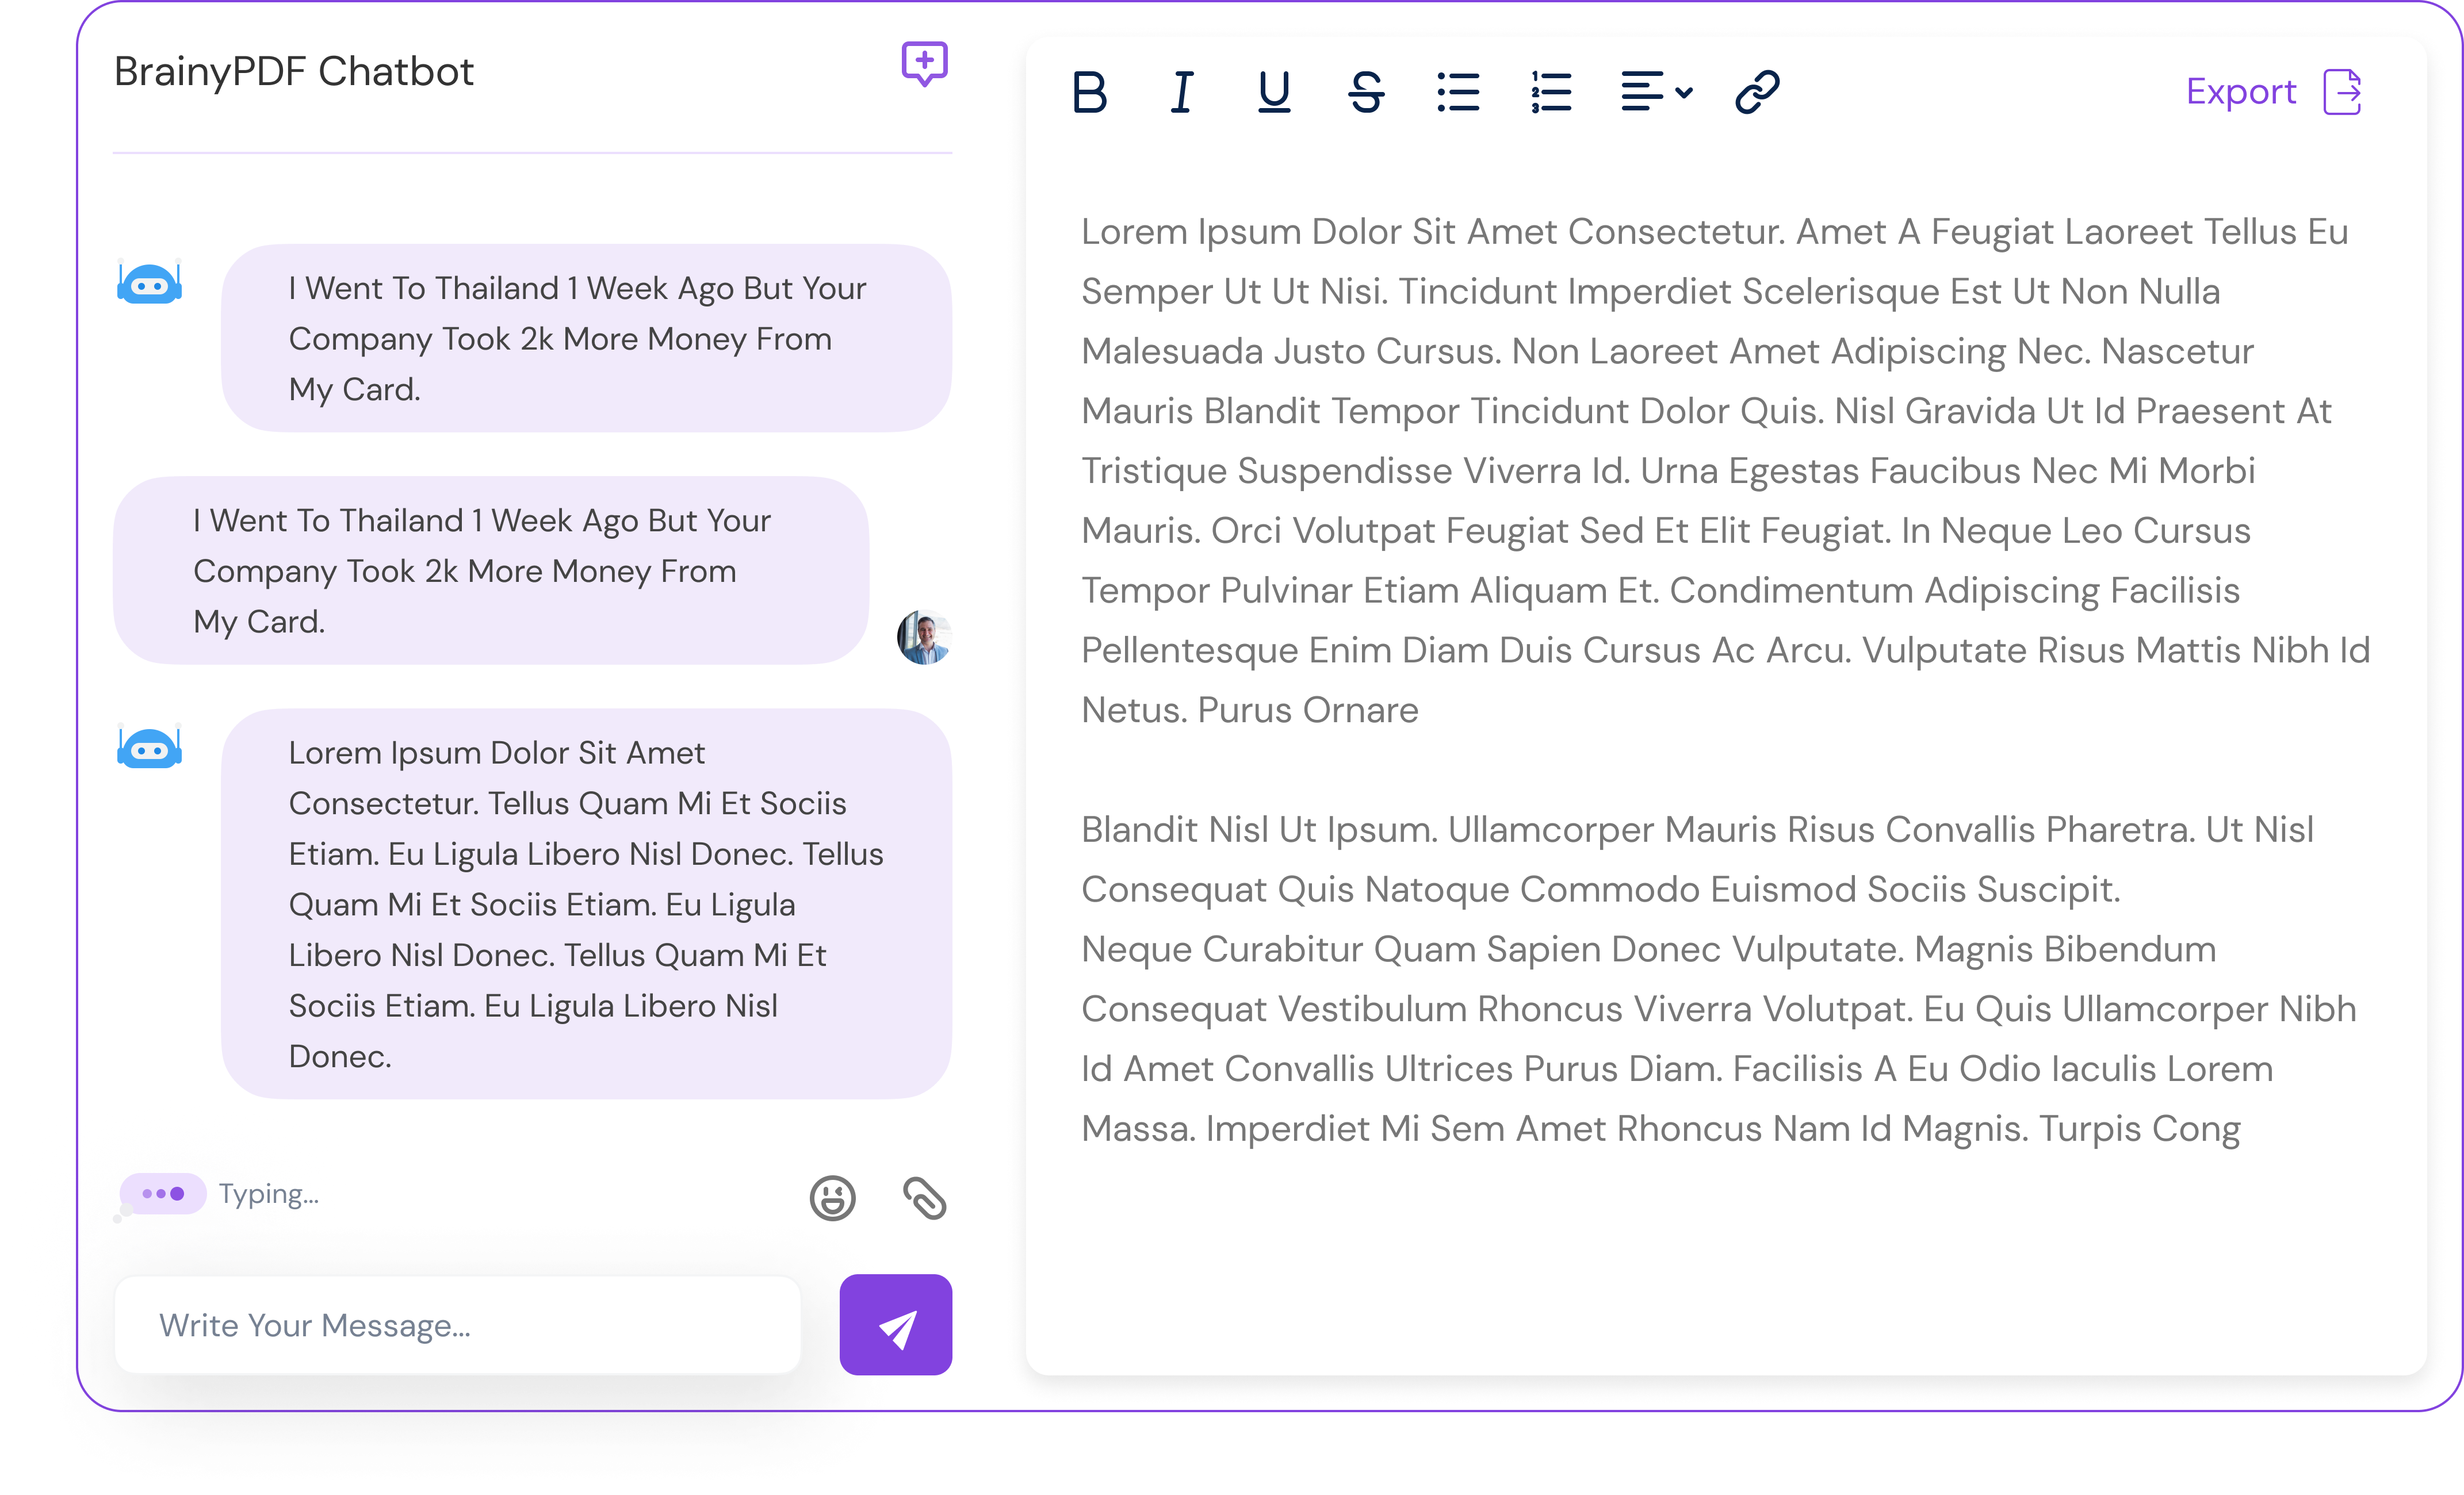 BrainyPDF Chatbot
I Went To Thailand 1 Week Ago But Your
Company Took 2k More Money From
My Card.
I Went To Thailand 1 Week Ago But Your
Company Took 2k More Money From
My Card.
Lorem Ipsum Dolor Sit Amet
Consectetur. Tellus Quam Mi Et Sociis
Etiam. Eu Ligula Libero Nisl Donec. Tellus
Quam Mi Et Sociis Etiam. Eu Ligula
Libero Nisl Donec. Tellus Quam Mi Et
Sociis Etiam. Eu Ligula Libero Nisl
Donec.
Typing...
Write Your Message...
Export
Lorem Ipsum Dolor Sit Amet Consectetur. Amet A Feugiat Laoreet Tellus Eu
Semper Ut Ut Nisi. Tincidunt Imperdiet Scelerisque Est Ut Non Nulla
Malesuada Justo Cursus. Non Laoreet Amet Adipiscing Nec. Nascetur
Mauris Blandit Tempor Tincidunt Dolor Quis. Nisl Gravida Ut Id Praesent At
Tristique Suspendisse Viverra Id. Urna Egestas Faucibus Nec Mi Morbi
Mauris. Orci Volutpat Feugiat Sed Et Elit Feugiat. In Neque Leo Cursus
Tempor Pulvinar Etiam Aliquam Et. Condimentum Adipiscing Facilisis
Pellentesque Enim Diam Duis Cursus Ac Arcu. Vulputate Risus Mattis Nibh Id
Netus. Purus Ornare
Blandit Nisl Ut Ipsum. Ullamcorper Mauris Risus Convallis Pharetra. Ut Nisl
Consequat Quis Natoque Commodo Euismod Sociis Suscipit.
Neque Curabitur Quam Sapien Donec Vulputate. Magnis Bibendum
Consequat Vestibulum Rhoncus Viverra Volutpat. Eu Quis Ullamcorper Nibh
Id Amet Convallis Ultrices Purus Diam. Facilisis A Eu Odio Iaculis Lorem
Massa. Imperdiet Mi Sem Amet Rhoncus Nam Id Magnis. Turpis Cong